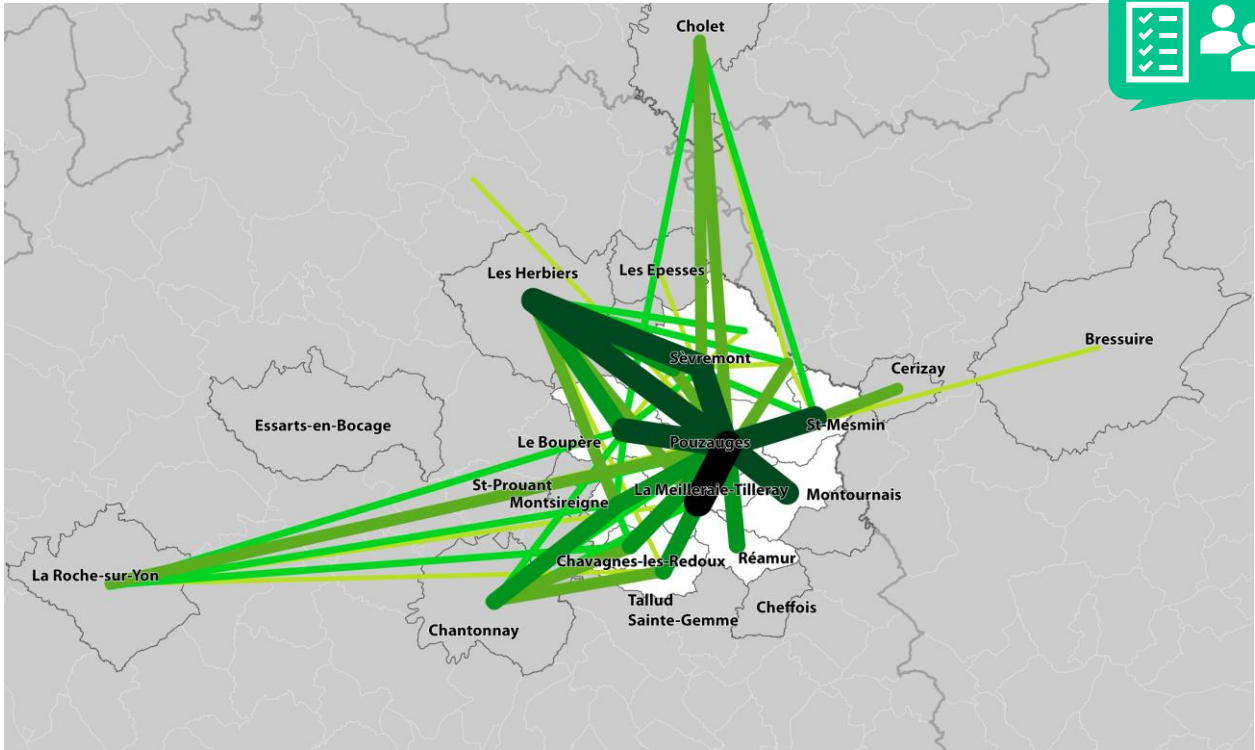 Cholet
Les Herbiers
Les Epesses
Bressuire
Sèvremont
Cerizay
Essarts-en-Bocage
St-Mesmin
Le Boupère
Pouzauges
St-Prouant
La Meilleraie-Tilleray
Montournais
Montsireigne
Chavagnes-les-Redoux
Réamur
La Roche-sur-Yon
Tallud
Sainte-Gemme
Cheffois
Chantonnay